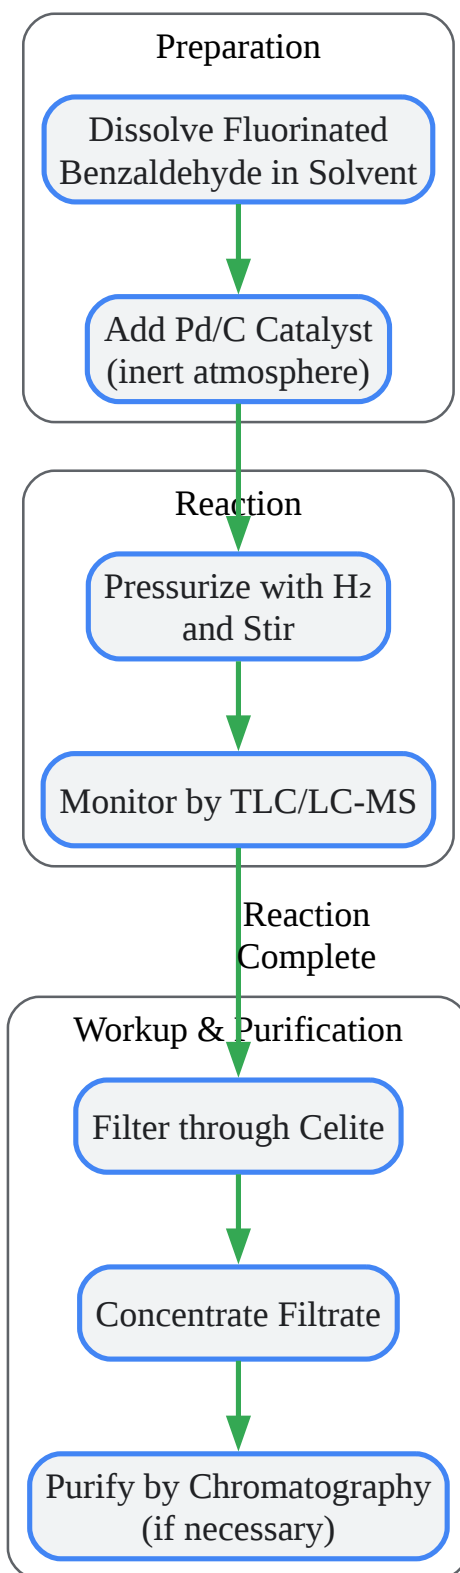 Preparation
Dissolve Fluorinated
Benzaldehyde in Solvent
Add Pd/C Catalyst
(inert atmosphere)
Reaction
Pressurize with H₂
and Stir
Monitor by TLC/LC-MS
Reaction
Complete
Workup & Purification
Filter through Celite
Concentrate Filtrate
Purify by Chromatography
(if necessary)